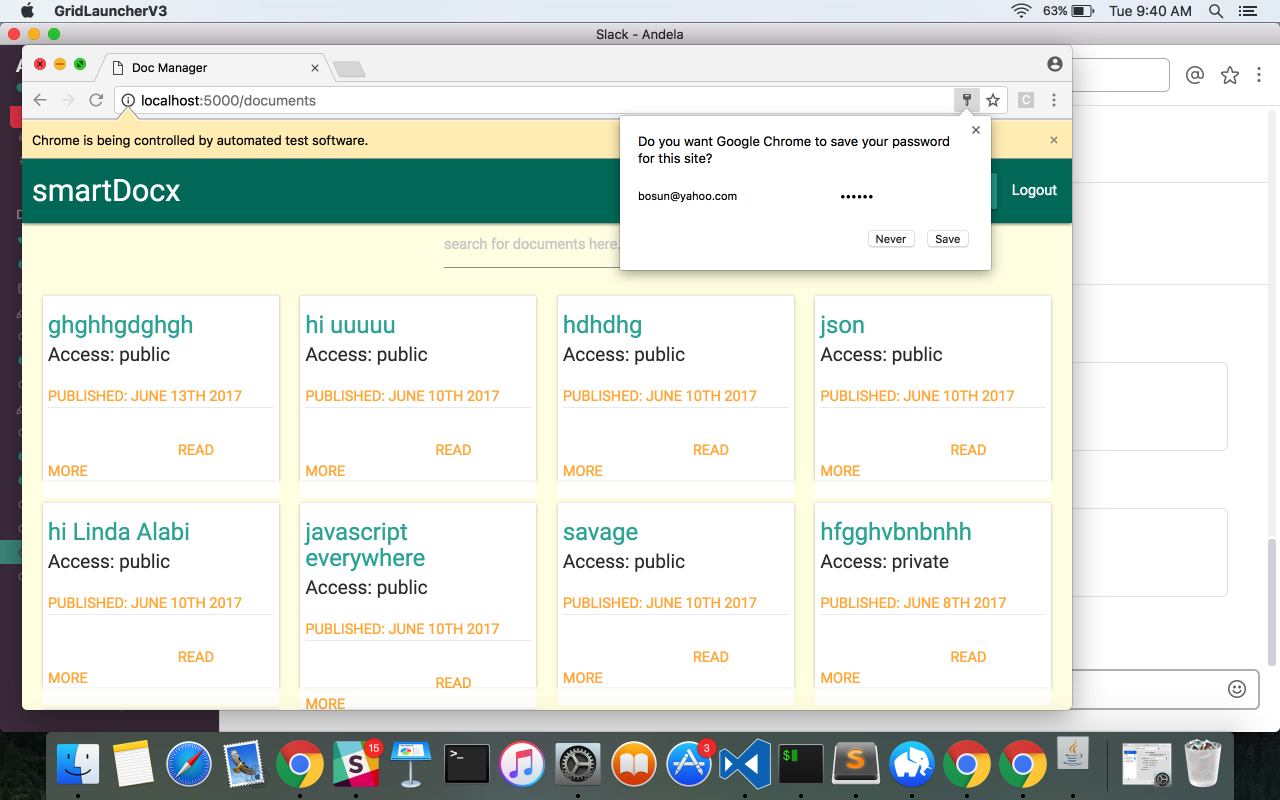 GridLauncherV3
63%
Tue 9:40 AM
Slack - Andela
Doc Manager
localhost:5000/documents
C
Chrome is being controlled by automated test software.
Do you want Google Chrome to save your password
for this site?
bosun@yahoo.com
••••••
Never
Save
smartDocx
Logout
search for documents here.
ghghhgdghgh
Access: public
PUBLISHED: JUNE 13TH 2017
READ
MORE
hi uuuuu
Access: public
PUBLISHED: JUNE 10TH 2017
READ
MORE
hdhdhg
Access: public
PUBLISHED: JUNE 10TH 2017
READ
MORE
json
Access: public
PUBLISHED: JUNE 10TH 2017
READ
MORE
hi Linda Alabi
Access: public
PUBLISHED: JUNE 10TH 2017
READ
MORE
javascript
everywhere
Access: public
PUBLISHED: JUNE 10TH 2017
READ
MORE
savage
Access: public
PUBLISHED: JUNE 10TH 2017
READ
MORE
hfgghvbnbnhh
Access: private
PUBLISHED: JUNE 8TH 2017
READ
MORE
15
S
>_
3
$
S